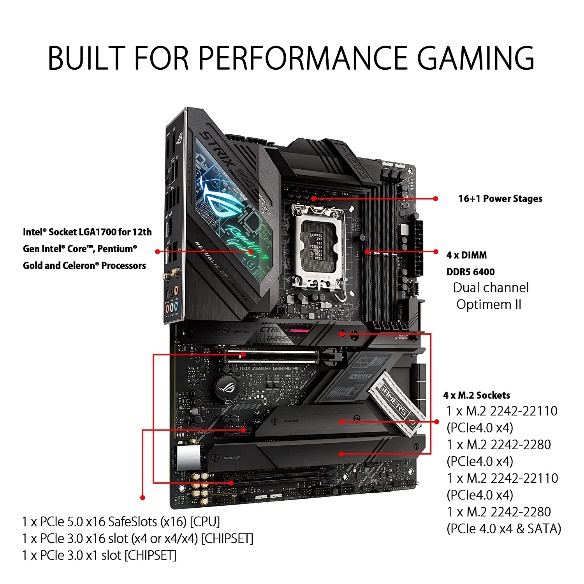 BUILT FOR PERFORMANCE GAMING
STRIX
16+1 Power Stages
Intel® Socket LGA1700 for 12th
Gen Intel® Core™, Pentium®
Gold and Celeron® Processors
4 x DIMM
DDR5 6400
Dual channel
Optimem II
4 x M.2 Sockets
1 x M.2 2242-22110
(PCIe4.0 x4)
1 x M.2 2242-2280
(PCIe4.0 x4)
1 x M.2 2242-22110
(PCIe4.0 x4)
1 x M.2 2242-2280
(PCIe 4.0 x4 & SATA)
1 x PCIe 5.0 x16 SafeSlots (x16) [CPU]
1 x PCIe 3.0 x16 slot (x4 or x4/x4) [CHIPSET]
1 x PCIe 3.0 x1 slot [CHIPSET]